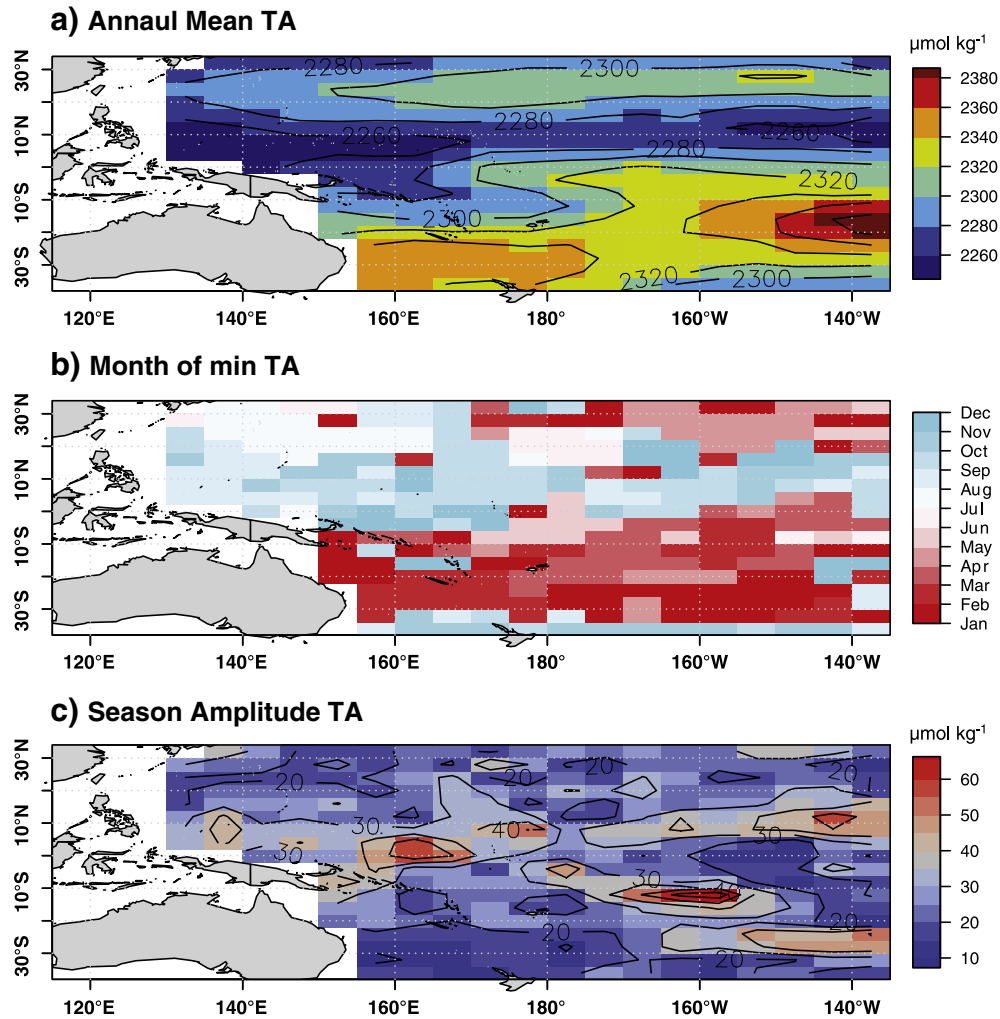 a) Annaul Mean TA
µmol kg⁻¹
30°N
10°N
10°S
30°S
2280
2300
2260
2280
2260
2280
2320
2300
2320
2300
2380
2360
2340
2320
2300
2280
2260
120°E
140°E
160°E
180°
160°W
140°W
b) Month of min TA
30°N
10°N
10°S
30°S
Dec
Nov
Oct
Sep
Aug
Jul
Jun
May
Apr
Mar
Feb
Jan
120°E
140°E
160°E
180°
160°W
140°W
c) Season Amplitude TA
µmol kg⁻¹
30°N
10°N
10°S
30°S
20
20
20
20
30
40
30
30
30
20
20
20
60
50
40
30
20
10
120°E
140°E
160°E
180°
160°W
140°W